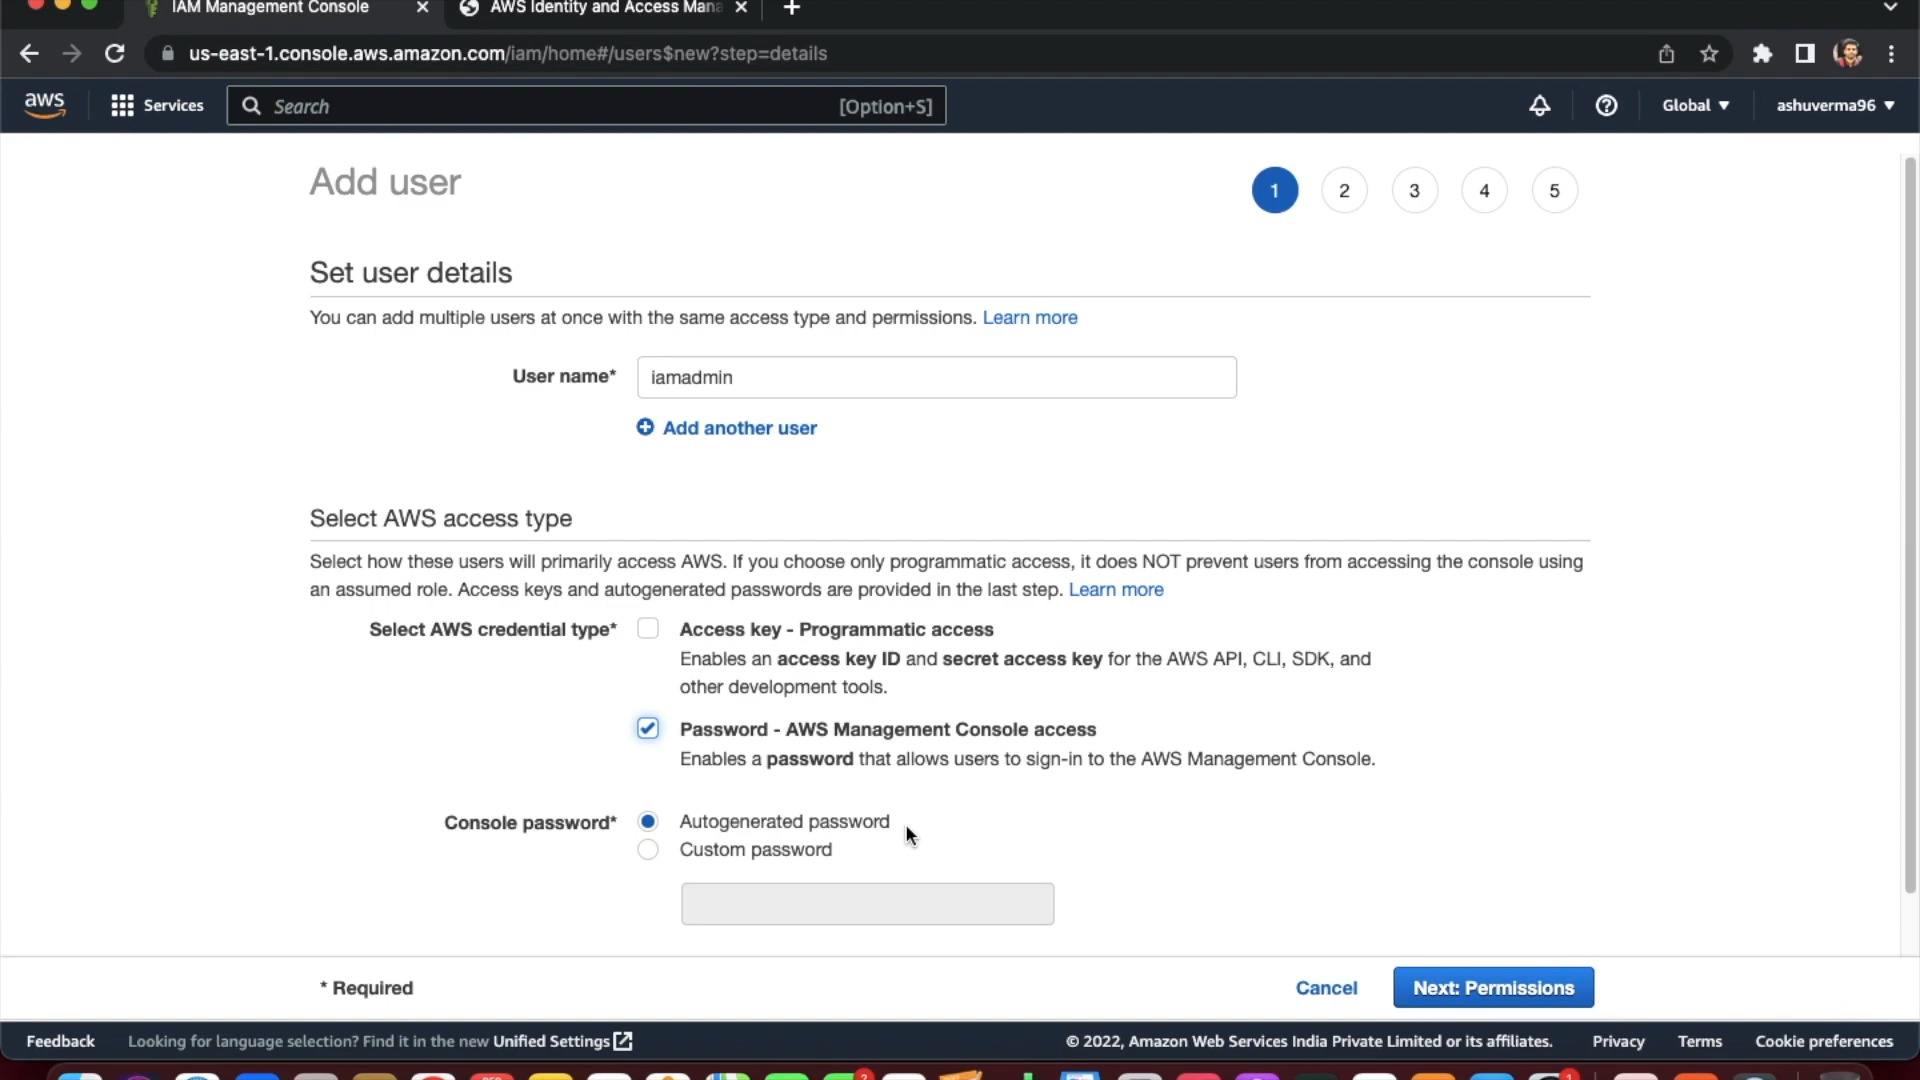 IAM Management Console
AWS Identity and Access Mana
us-east-1.console.aws.amazon.com/iam/home#/users$new?step=details
aws
Services
Search
[Option+S]
Global
ashuverma96
Add user
1
2
3
4
5
Set user details
You can add multiple users at once with the same access type and permissions. Learn more
User name*
iamadmin
Add another user
Select AWS access type
Select how these users will primarily access AWS. If you choose only programmatic access, it does NOT prevent users from accessing the console using
an assumed role. Access keys and autogenerated passwords are provided in the last step. Learn more
Select AWS credential type*
Access key - Programmatic access
Enables an access key ID and secret access key for the AWS API, CLI, SDK, and
other development tools.
Password - AWS Management Console access
Enables a password that allows users to sign-in to the AWS Management Console.
Console password*
Autogenerated password
Custom password
* Required
Cancel
Next: Permissions
Feedback
Looking for language selection? Find it in the new Unified Settings
© 2022, Amazon Web Services India Private Limited or its affiliates.
Privacy
Terms
Cookie preferences